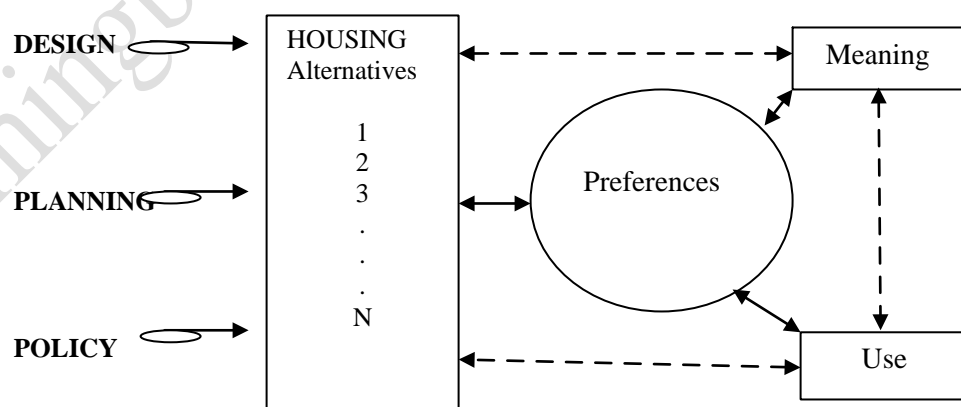 DESIGN
HOUSING
Alternatives
Meaning
1
2
3
.
.
.
N
PLANNING
Preferences
POLICY
Use